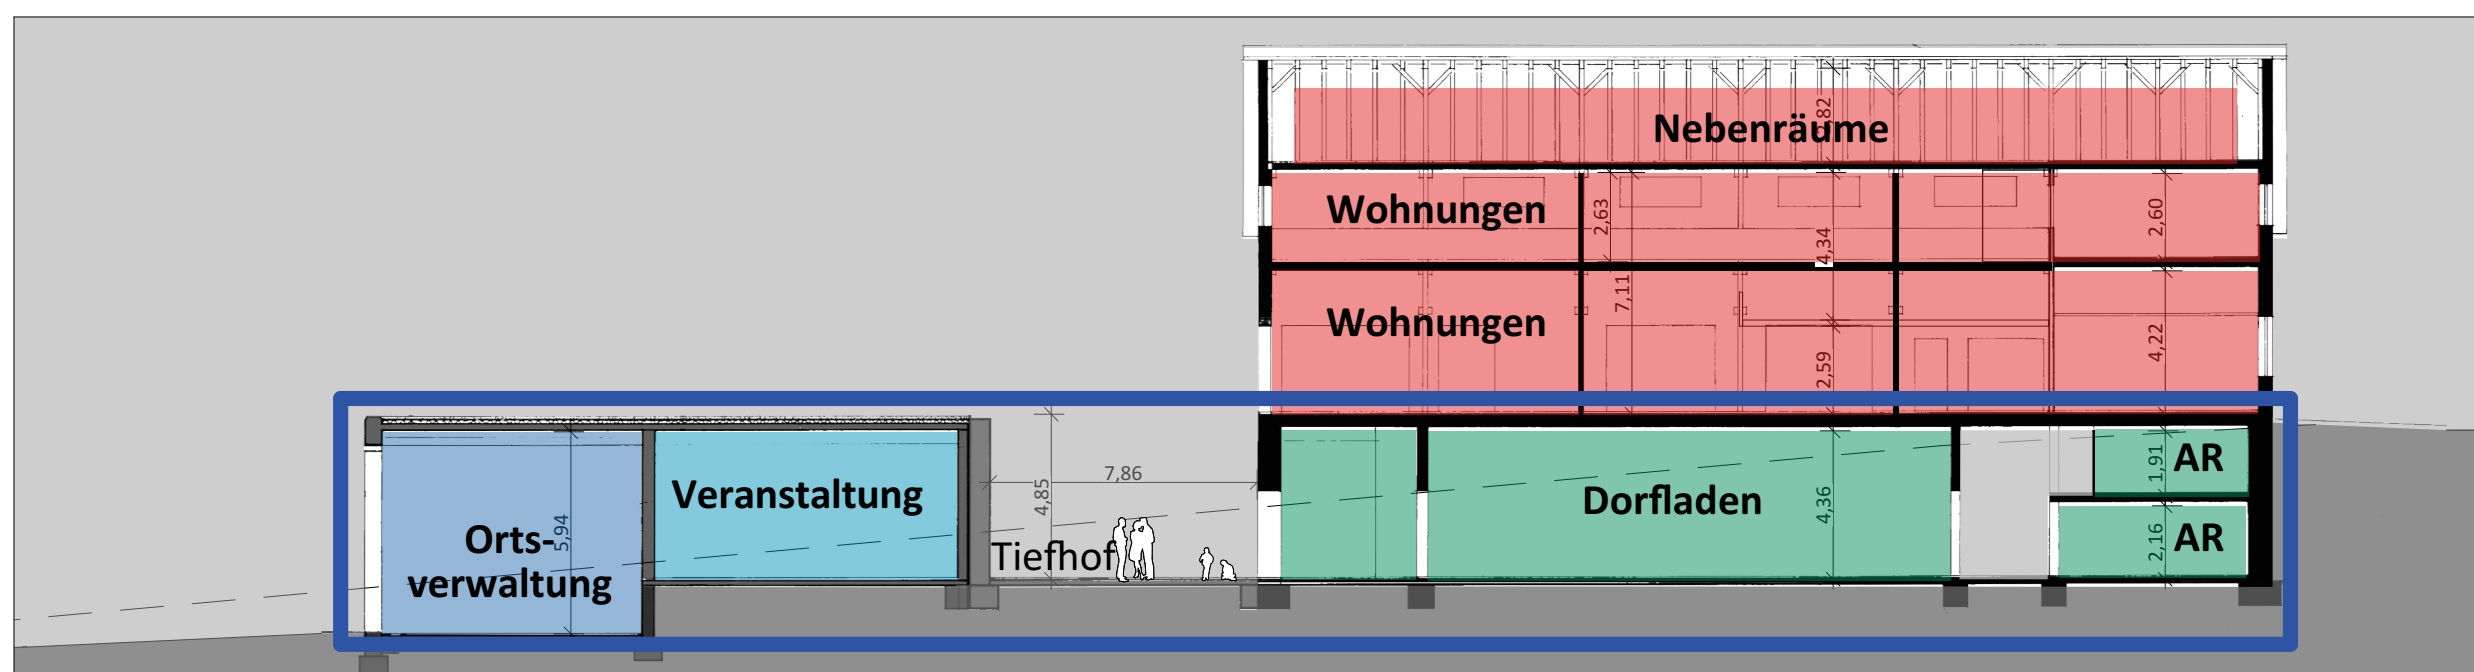 Nebenräume
Wohnungen
2,63
4,34
2,60
Wohnungen
7,11
2,59
4,22
Veranstaltung
Orts-
verwaltung
5,94
4,85
7,86
Tiefhof
Dorfladen
4,36
1,91
AR
2,16
AR